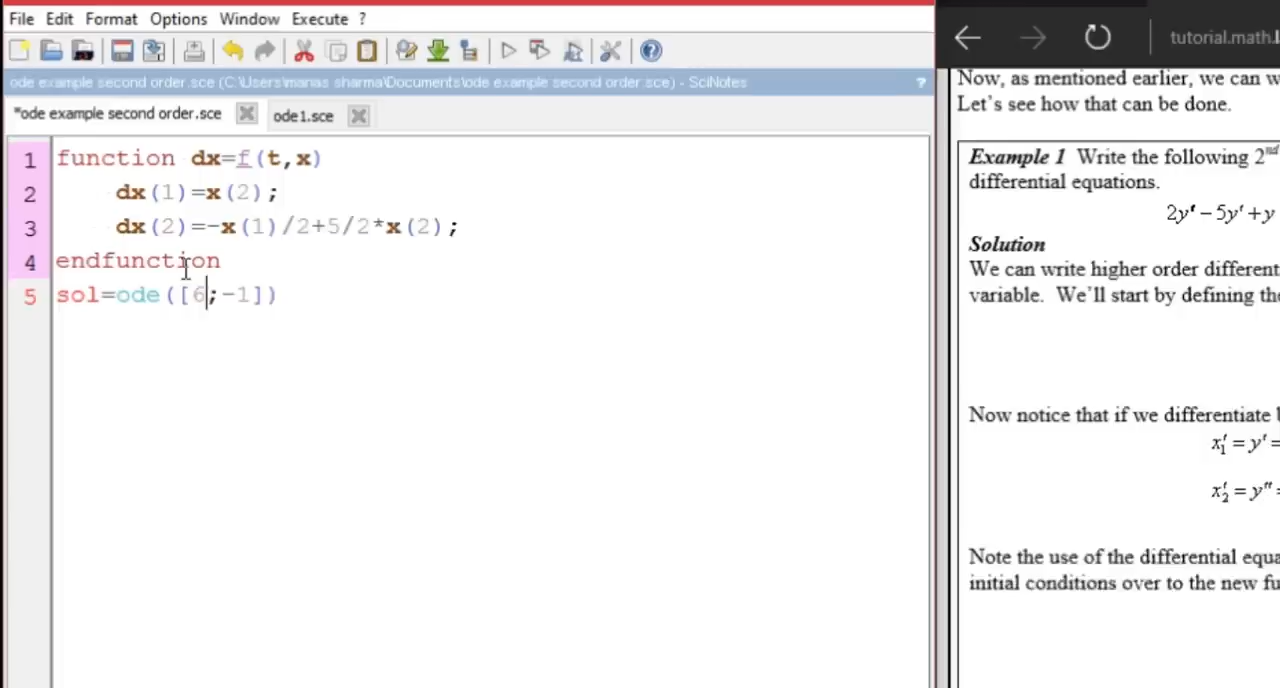 File Edit Format Options Window Execute ?
ode example second order.sce (C:\Users\manas sharma\Documents\ode example second order.sce) - SciNotes ?
*ode example second order.sce ode1.sce
1 function dx=f(t,x)
2 dx(1)=x(2);
3 dx(2)=-x(1)/2+5/2*x(2);
4 endfunction
5 sol=ode([6;-1])
tutorial.math.l
Now, as mentioned earlier, we can w
Let's see how that can be done.
Example 1 Write the following 2nd
differential equations.
2y″ − 5y′ + y
Solution
We can write higher order different
variable. We'll start by defining the
Now notice that if we differentiate b
x₁′ = y′ =
x₂′ = y″ =
Note the use of the differential equa
initial conditions over to the new fu